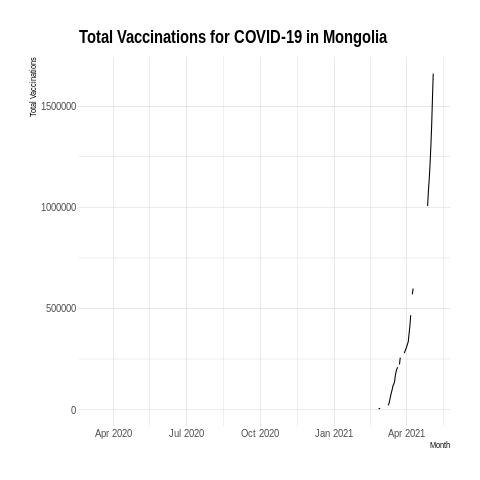 Total Vaccinations for COVID-19 in Mongolia
Total Vaccinations
1500000
1000000
500000
0
Apr 2020 Jul 2020 Oct 2020 Jan 2021 Apr 2021
Month